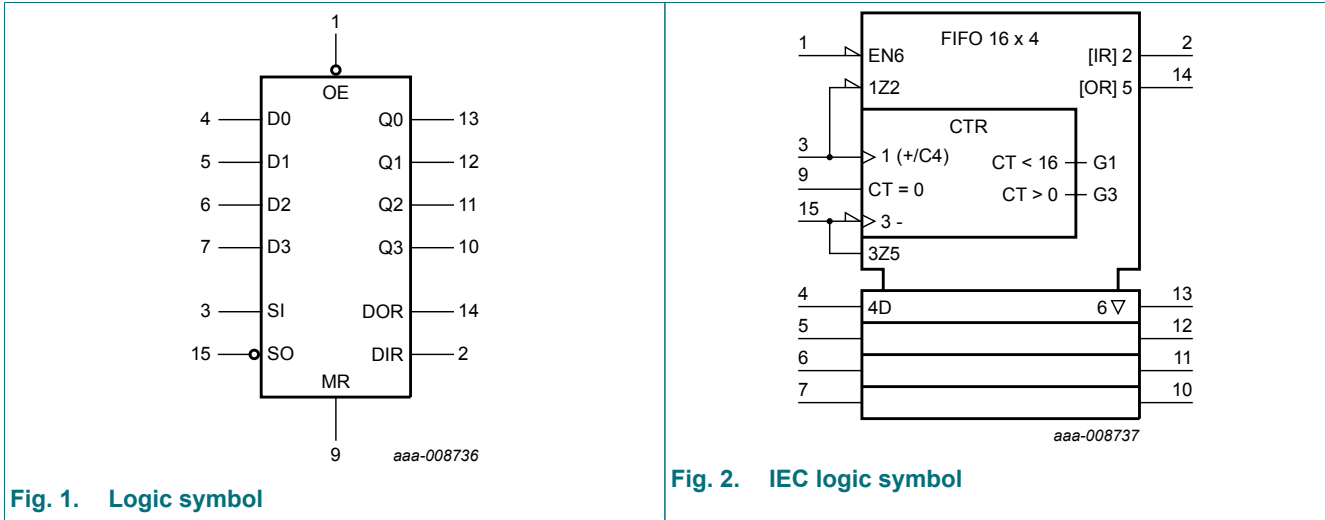 1
OE
4 D0 Q0 13
5 D1 Q1 12
6 D2 Q2 11
7 D3 Q3 10
3 SI DOR 14
15 SO DIR 2
MR
9 aaa-008736
Fig. 1. Logic symbol
FIFO 16 x 4
1 EN6 [IR] 2 2
1Z2 [OR] 5 14
CTR
3 1 (+/C4) CT < 16 G1
9 CT = 0 CT > 0 G3
15 3 -
3Z5
4 4D 6 ▽ 13
5 12
6 11
7 10
aaa-008737
Fig. 2. IEC logic symbol